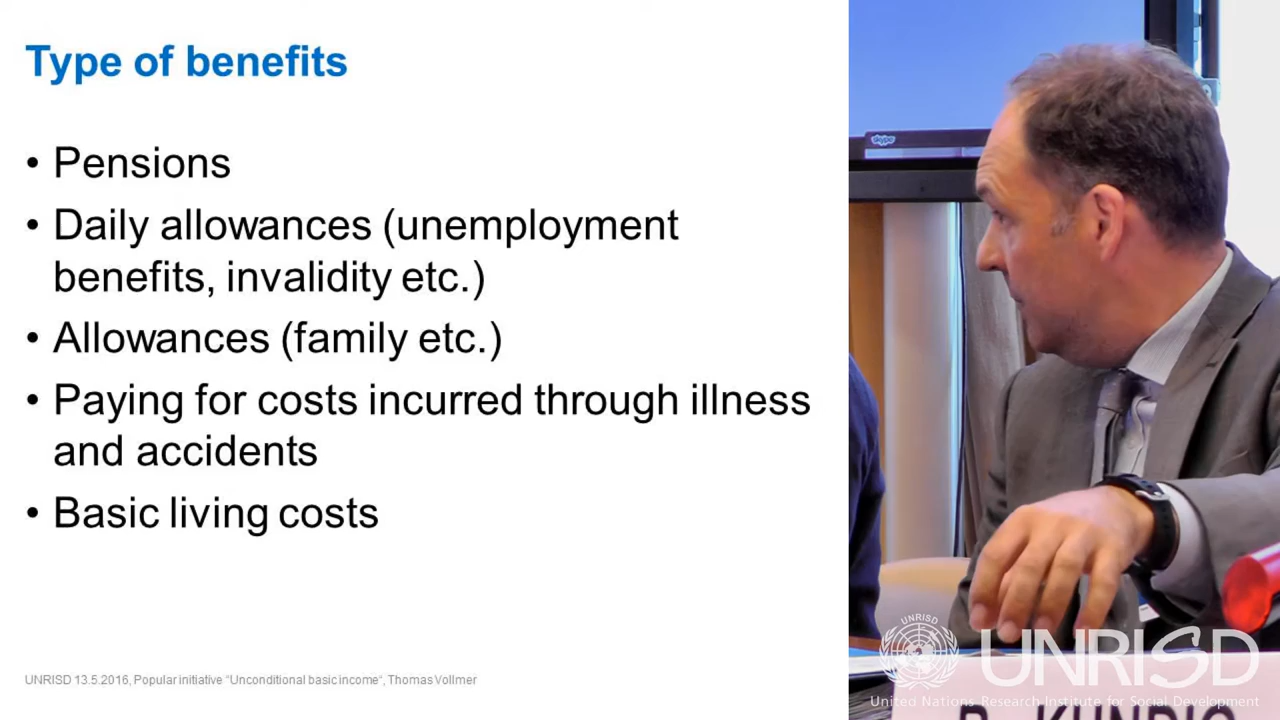 Type of benefits
• Pensions
• Daily allowances (unemployment
benefits, invalidity etc.)
• Allowances (family etc.)
• Paying for costs incurred through illness
and accidents
• Basic living costs
UNRISD 13.5.2016, Popular initiative "Unconditional basic income", Thomas Vollmer
skype
UNRISD
UNRISD
United Nations Research Institute for Social Development